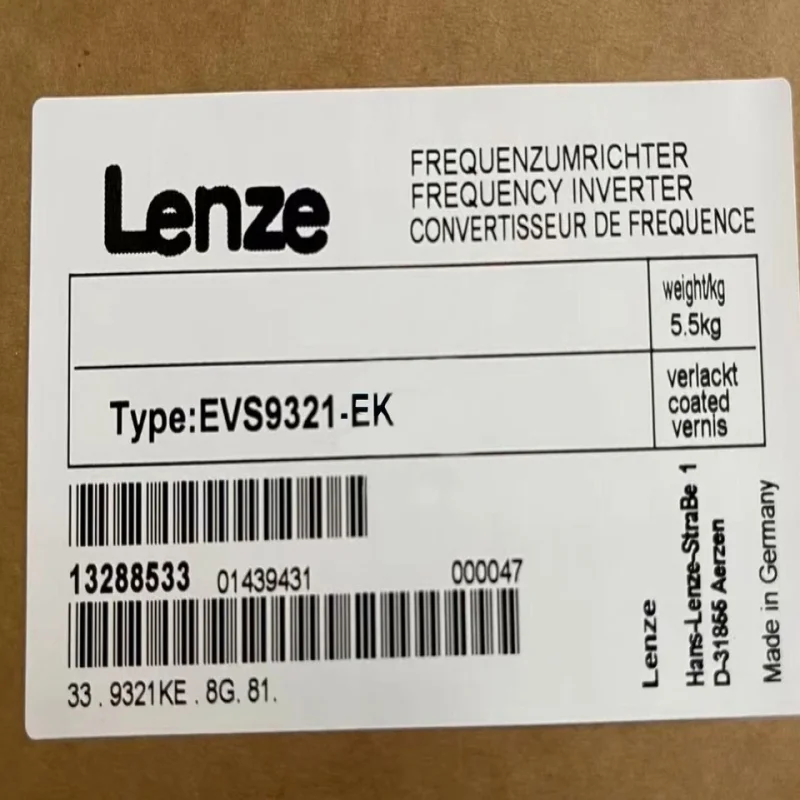 Lenze
FREQUENZUMRICHTER
FREQUENCY INVERTER
CONVERTISSEUR DE FREQUENCE
weight/kg
5.5kg
Type:EVS9321-EK
verlackt
coated
vernis
13288533 01439431 000047
33 . 9321KE . 8G. 81.
Lenze
Hans-Lenze-StraBe 1
D-31855 Aerzen
Made in Germany